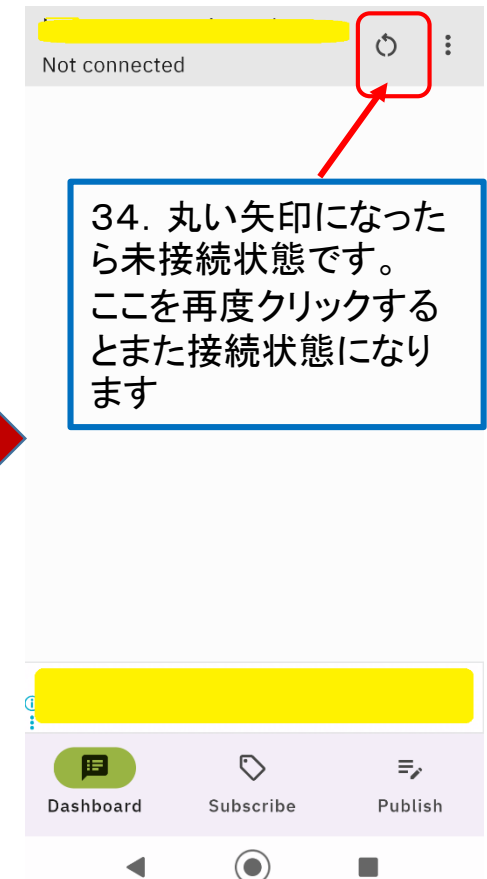 Not connected
34．丸い矢印になった
ら未接続状態です。
ここを再度クリックする
とまた接続状態になり
ます
Dashboard
Subscribe
Publish